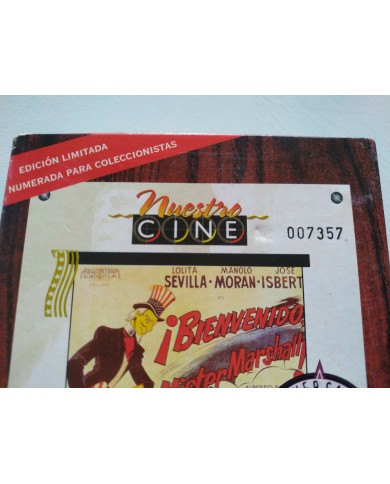 EDICIÓN LIMITADA
NUMERADA PARA COLECCIONISTAS
Nuestro
CINE
007357
LOLITA MANOLO JOSE
SEVILLA·MORAN·ISBERT
¡BIENVENIDO,
Mister Marshall!